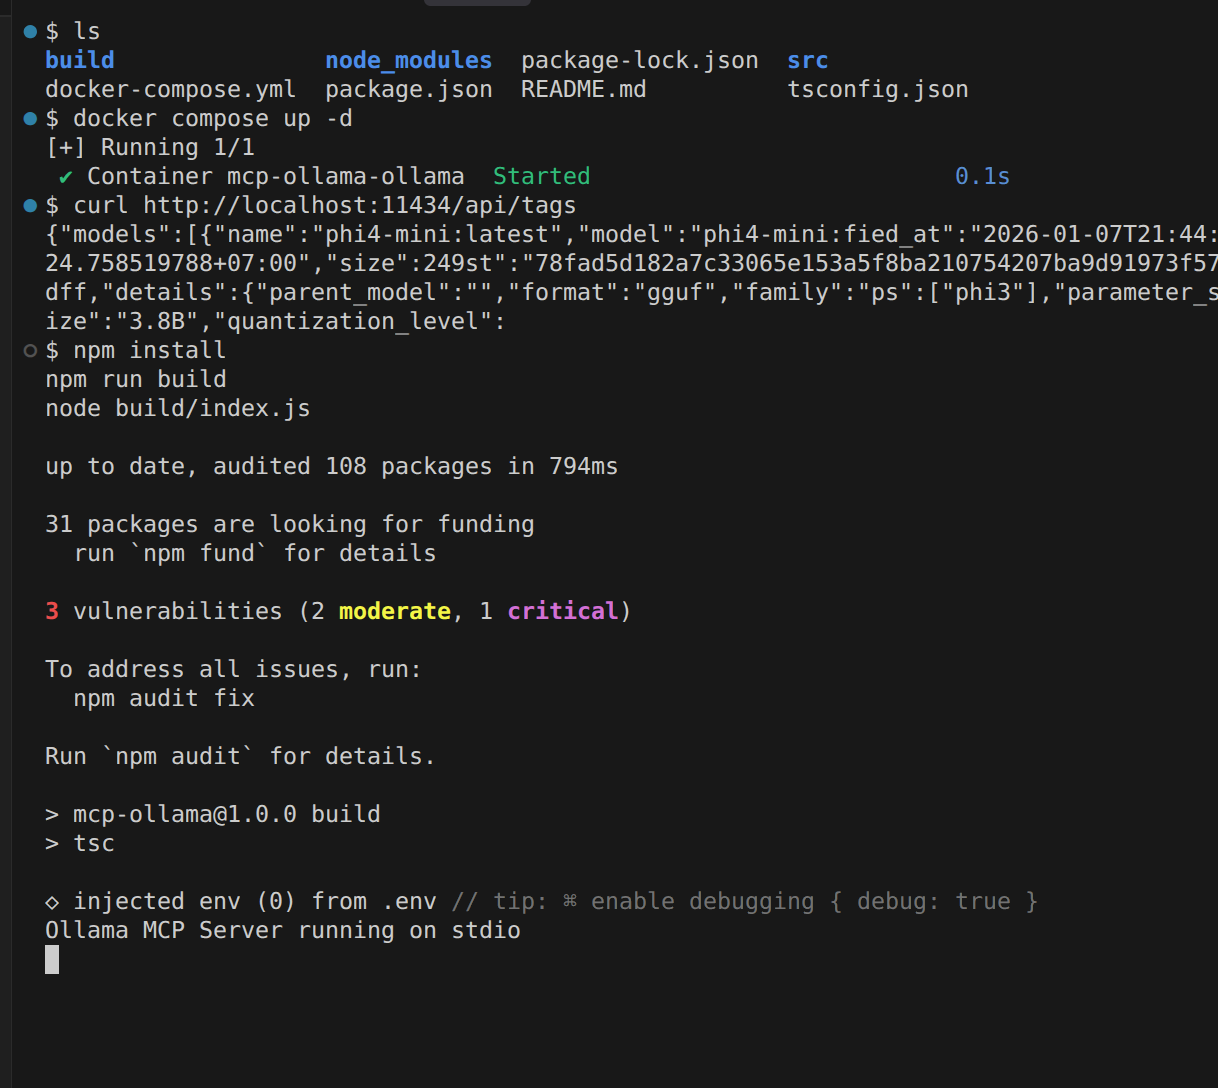 $ ls
build               node_modules  package-lock.json  src
docker-compose.yml  package.json  README.md          tsconfig.json
$ docker compose up -d
[+] Running 1/1
 ✔ Container mcp-ollama-ollama  Started                          0.1s
$ curl http://localhost:11434/api/tags
{"models":[{"name":"phi4-mini:latest","model":"phi4-mini:fied_at":"2026-01-07T21:44:
24.758519788+07:00","size":249st":"78fad5d182a7c33065e153a5f8ba210754207ba9d91973f57
dff,"details":{"parent_model":"","format":"gguf","family":"ps":["phi3"],"parameter_s
ize":"3.8B","quantization_level":
$ npm install
npm run build
node build/index.js

up to date, audited 108 packages in 794ms

31 packages are looking for funding
  run `npm fund` for details

3 vulnerabilities (2 moderate, 1 critical)

To address all issues, run:
  npm audit fix

Run `npm audit` for details.

> mcp-ollama@1.0.0 build
> tsc

◇ injected env (0) from .env // tip: ⌘ enable debugging { debug: true }
Ollama MCP Server running on stdio